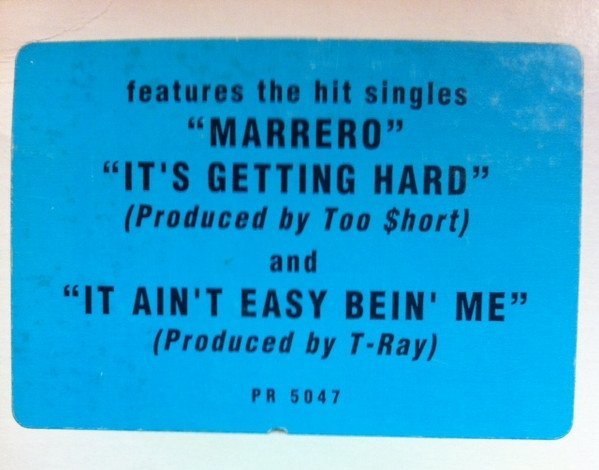 features the hit singles
“MARRERO”
“IT'S GETTING HARD”
(Produced by Too $hort)
and
“IT AIN'T EASY BEIN' ME”
(Produced by T-Ray)
PR 5047